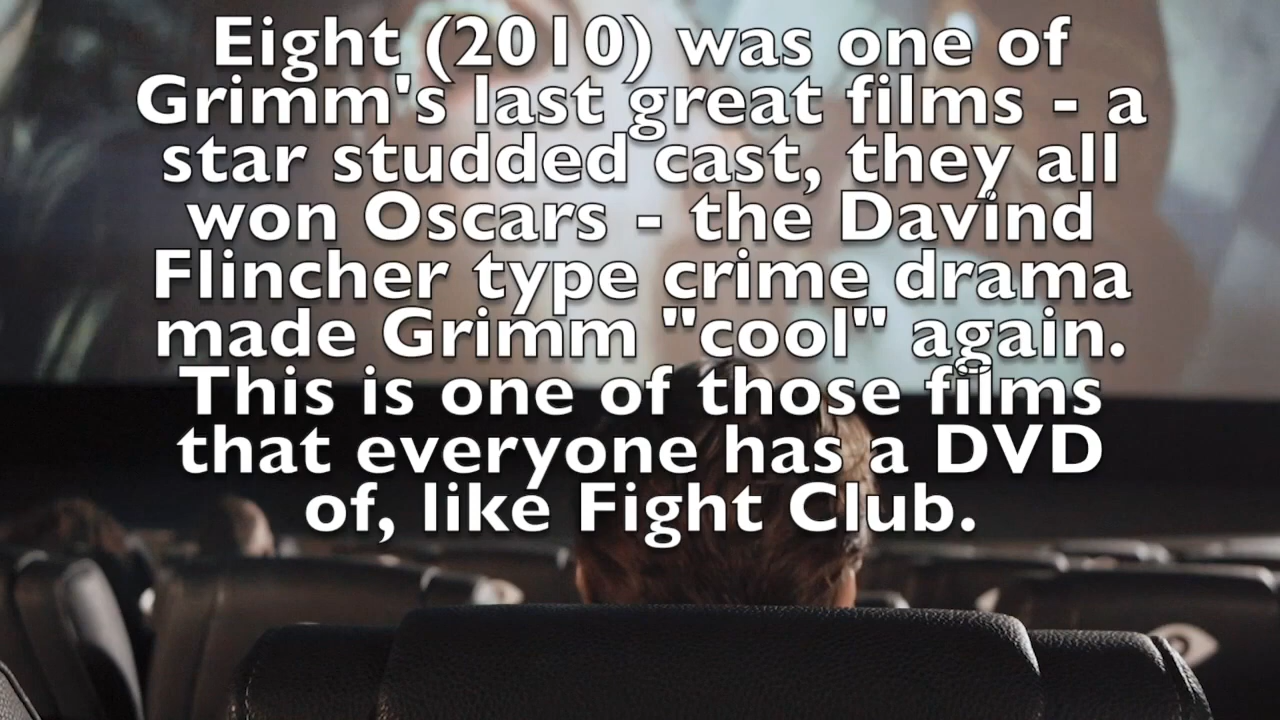 Eight (2010) was one of
Grimm's last great films - a
star studded cast, they all
won Oscars - the Davind
Flincher type crime drama
made Grimm "cool" again.
This is one of those films
that everyone has a DVD
of, like Fight Club.